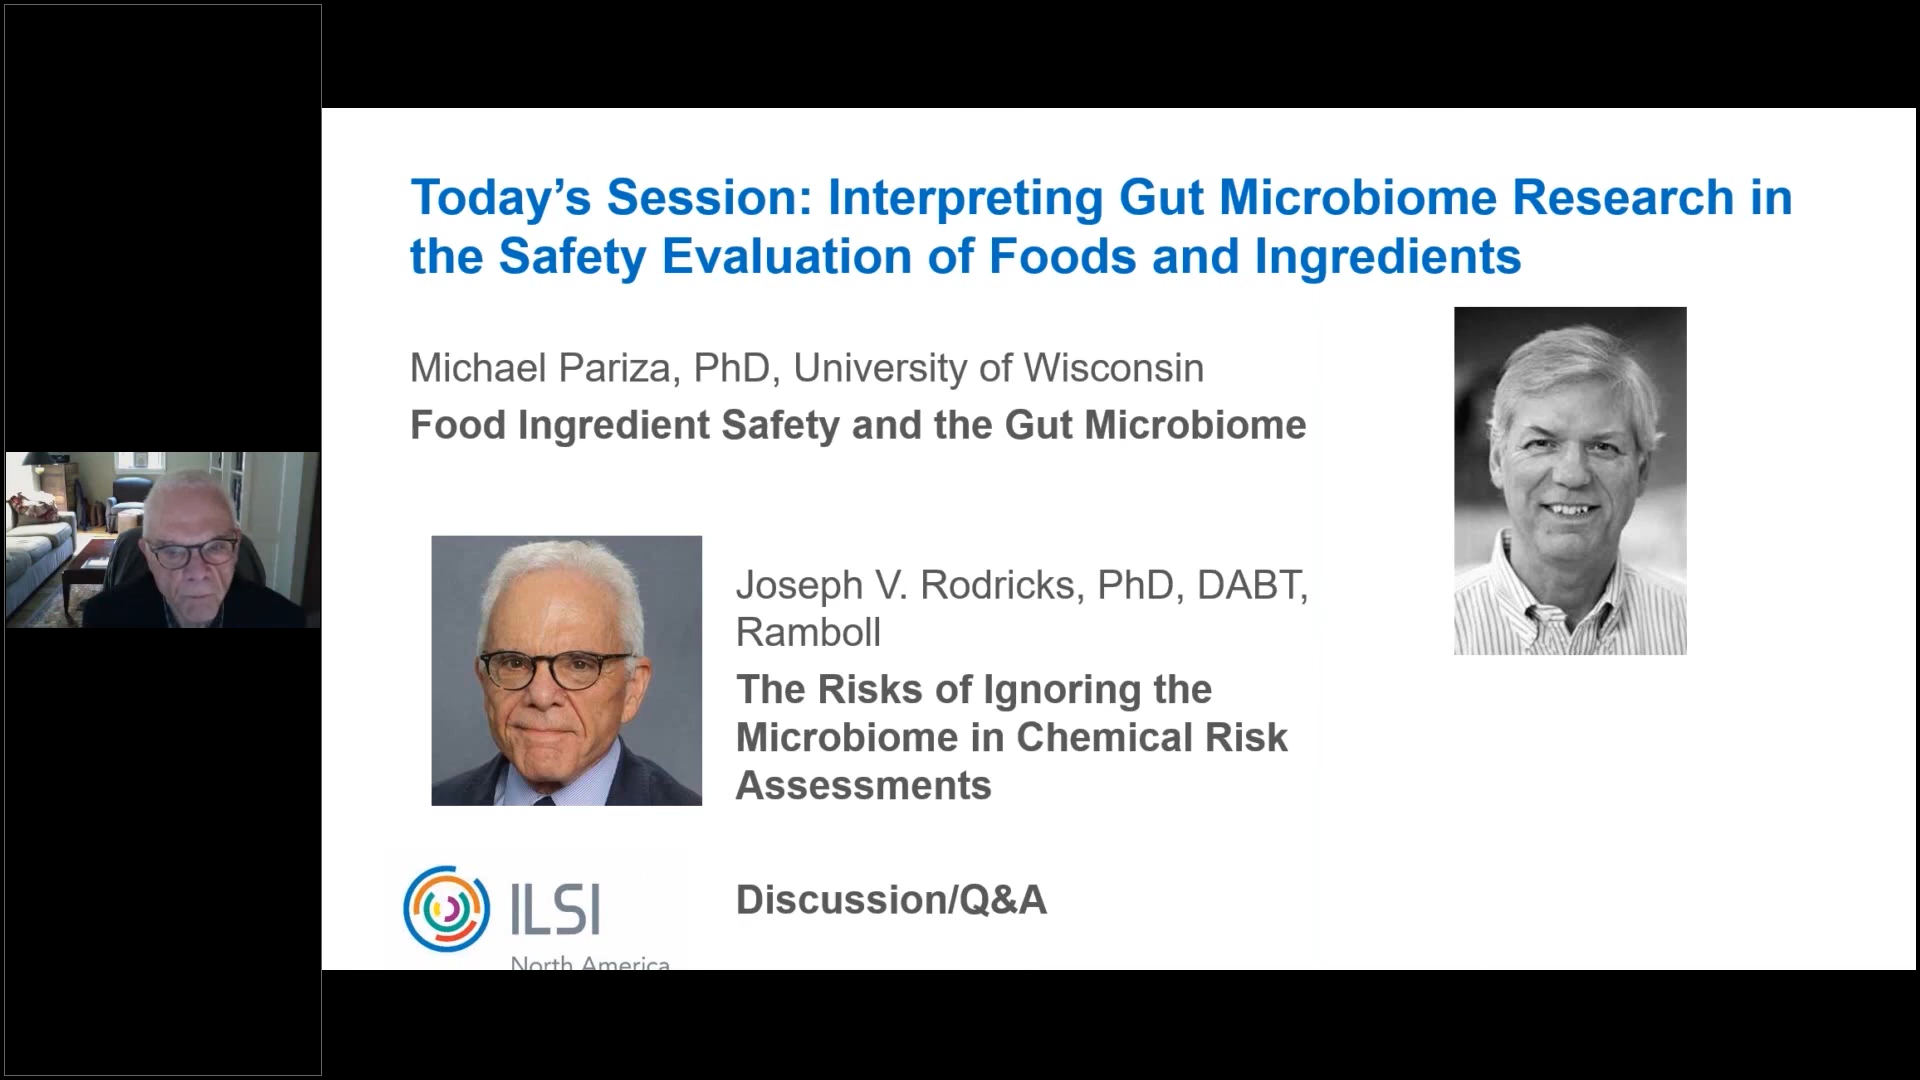 Today’s Session: Interpreting Gut Microbiome Research in
the Safety Evaluation of Foods and Ingredients
Michael Pariza, PhD, University of Wisconsin
Food Ingredient Safety and the Gut Microbiome
Joseph V. Rodricks, PhD, DABT,
Ramboll
The Risks of Ignoring the
Microbiome in Chemical Risk
Assessments
Discussion/Q&A
ILSI
North America